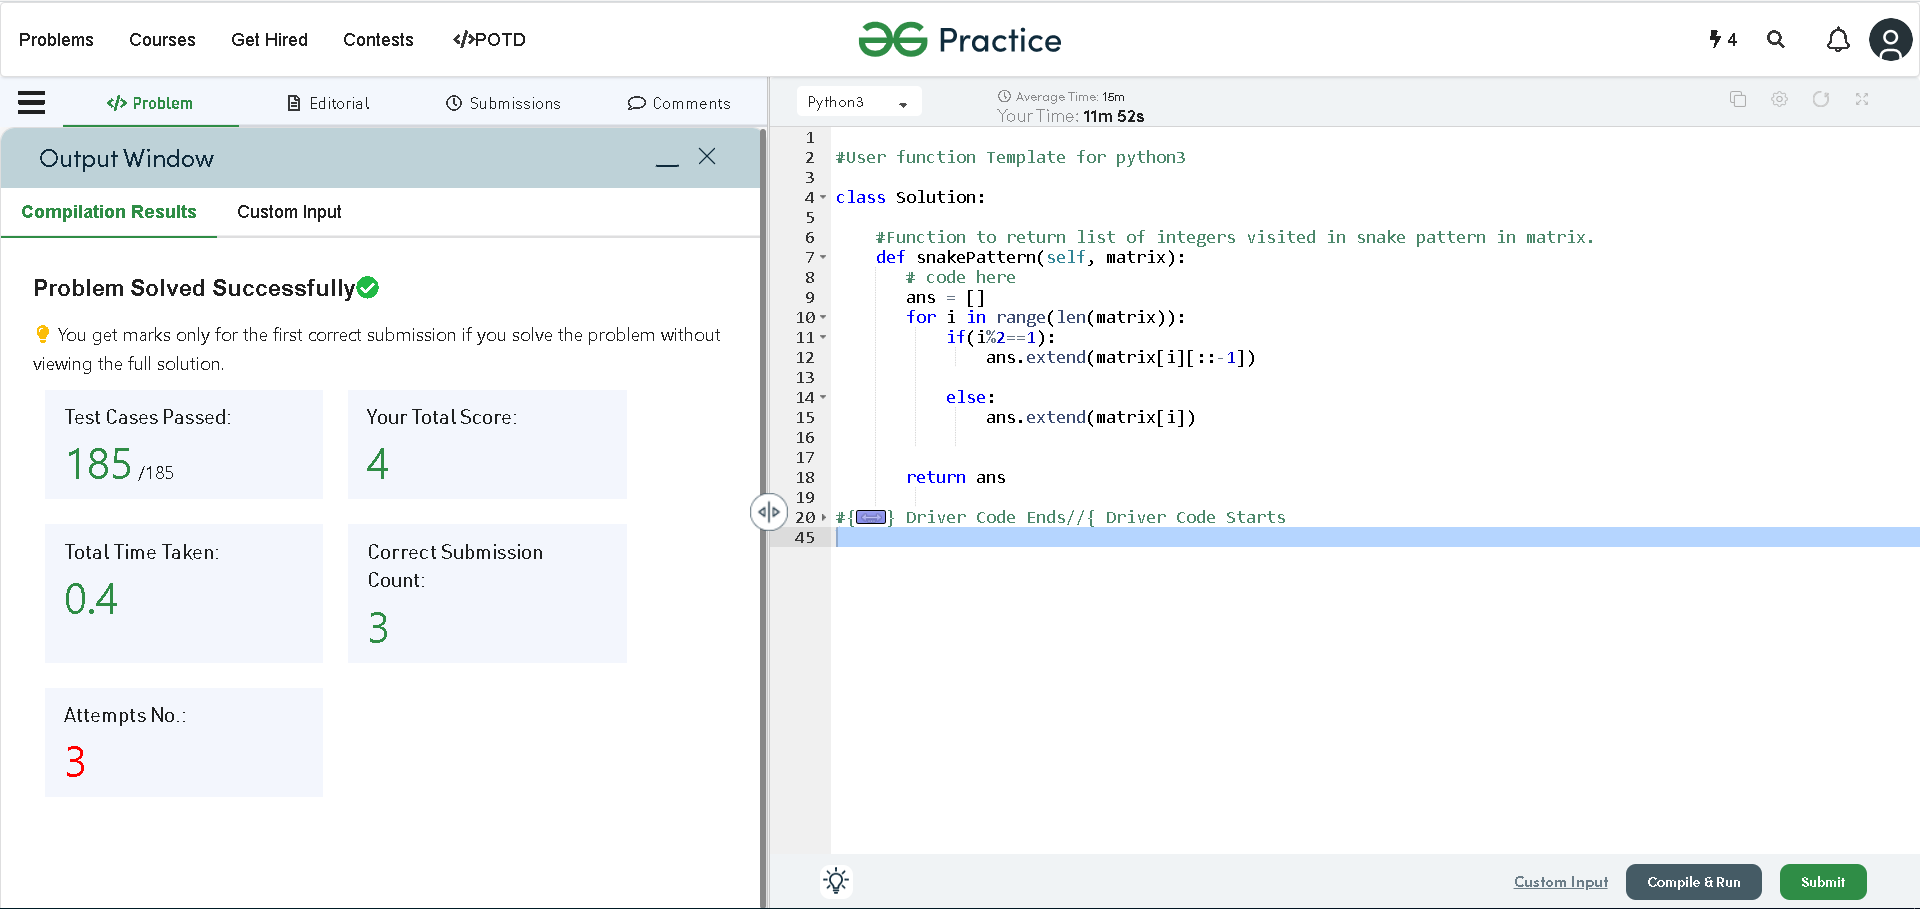 Problems Courses Get Hired Contests </>POTD
Practice
4
</> Problem Editorial Submissions Comments
Output Window
Compilation Results Custom Input
Problem Solved Successfully
You get marks only for the first correct submission if you solve the problem without
viewing the full solution.
Test Cases Passed:
185 /185
Your Total Score:
4
Total Time Taken:
0.4
Correct Submission
Count:
3
Attempts No.:
3
Python3
Average Time: 15m
Your Time: 11m 52s
1
2 #User function Template for python3
3
4 class Solution:
5
6 #Function to return list of integers visited in snake pattern in matrix.
7 def snakePattern(self, matrix):
8 # code here
9 ans = []
10 for i in range(len(matrix)):
11 if(i%2==1):
12 ans.extend(matrix[i][::-1])
13
14 else:
15 ans.extend(matrix[i])
16
17
18 return ans
19
20 #{} Driver Code Ends//{ Driver Code Starts
45
Custom Input Compile & Run Submit